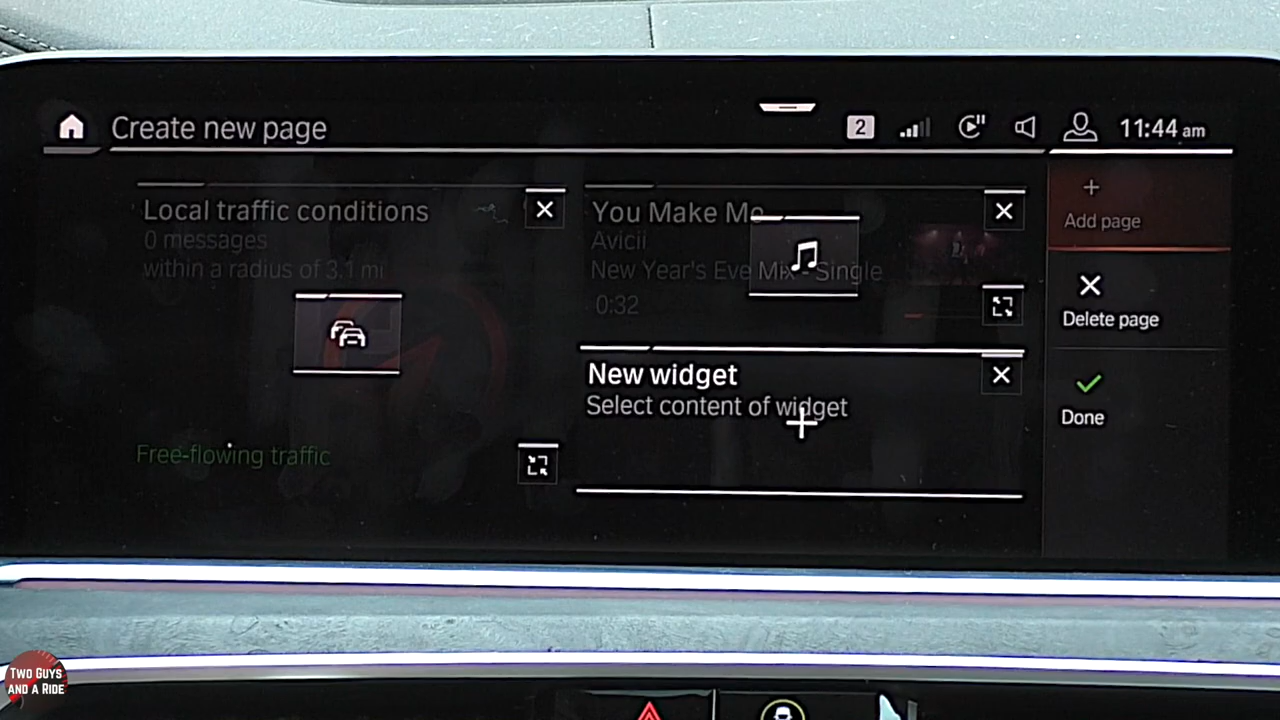 Create new page
2
11:44 am
Local traffic conditions
0 messages
within a radius of 3.1 mi
Free-flowing traffic
You Make Me
Avicii
New Year's Eve Mix - Single
0:32
New widget
Select content of widget
Add page
Delete page
Done
TWO GUYS
AND A RIDE